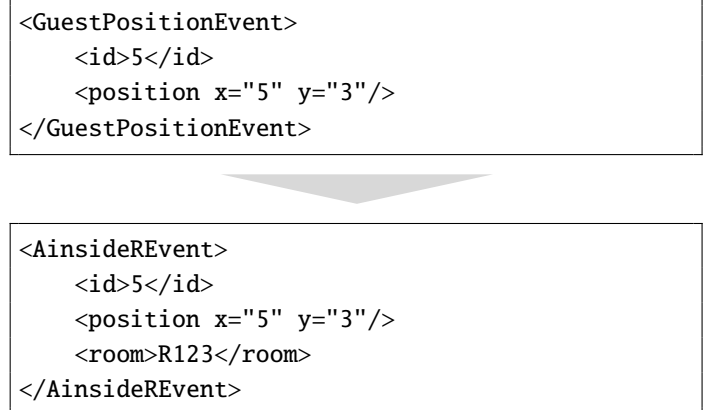 <GuestPositionEvent>
<id>5</id>
<position x="5" y="3"/>
</GuestPositionEvent>
<AinsideREvent>
<id>5</id>
<position x="5" y="3"/>
<room>R123</room>
</AinsideREvent>